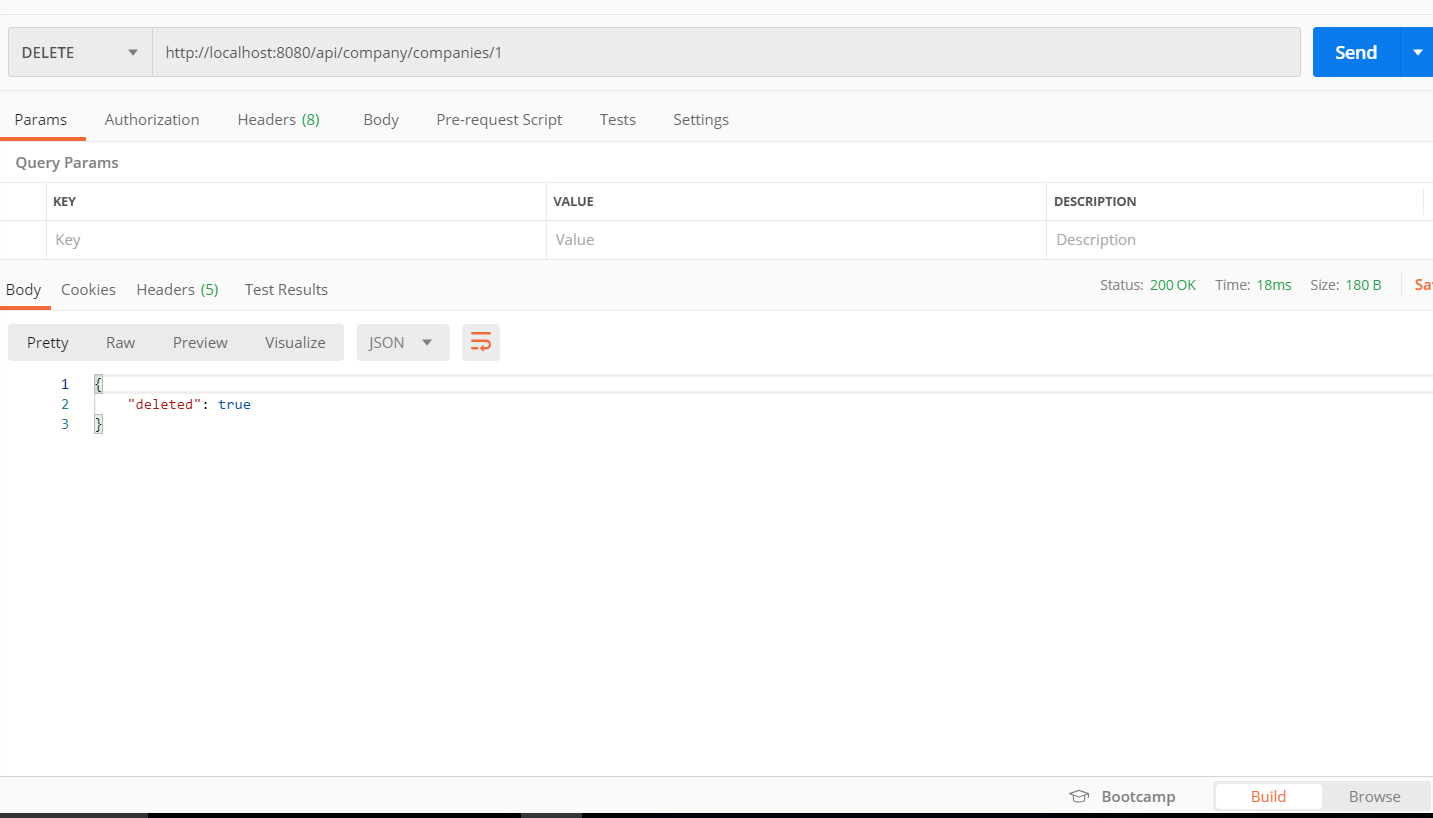 DELETE http://localhost:8080/api/company/companies/1 Send
Params Authorization Headers (8) Body Pre-request Script Tests Settings
Query Params
KEY VALUE DESCRIPTION
Key Value Description
Body Cookies Headers (5) Test Results Status: 200 OK Time: 18ms Size: 180 B
Pretty Raw Preview Visualize JSON
1 {
2 "deleted": true
3 }
Bootcamp Build Browse